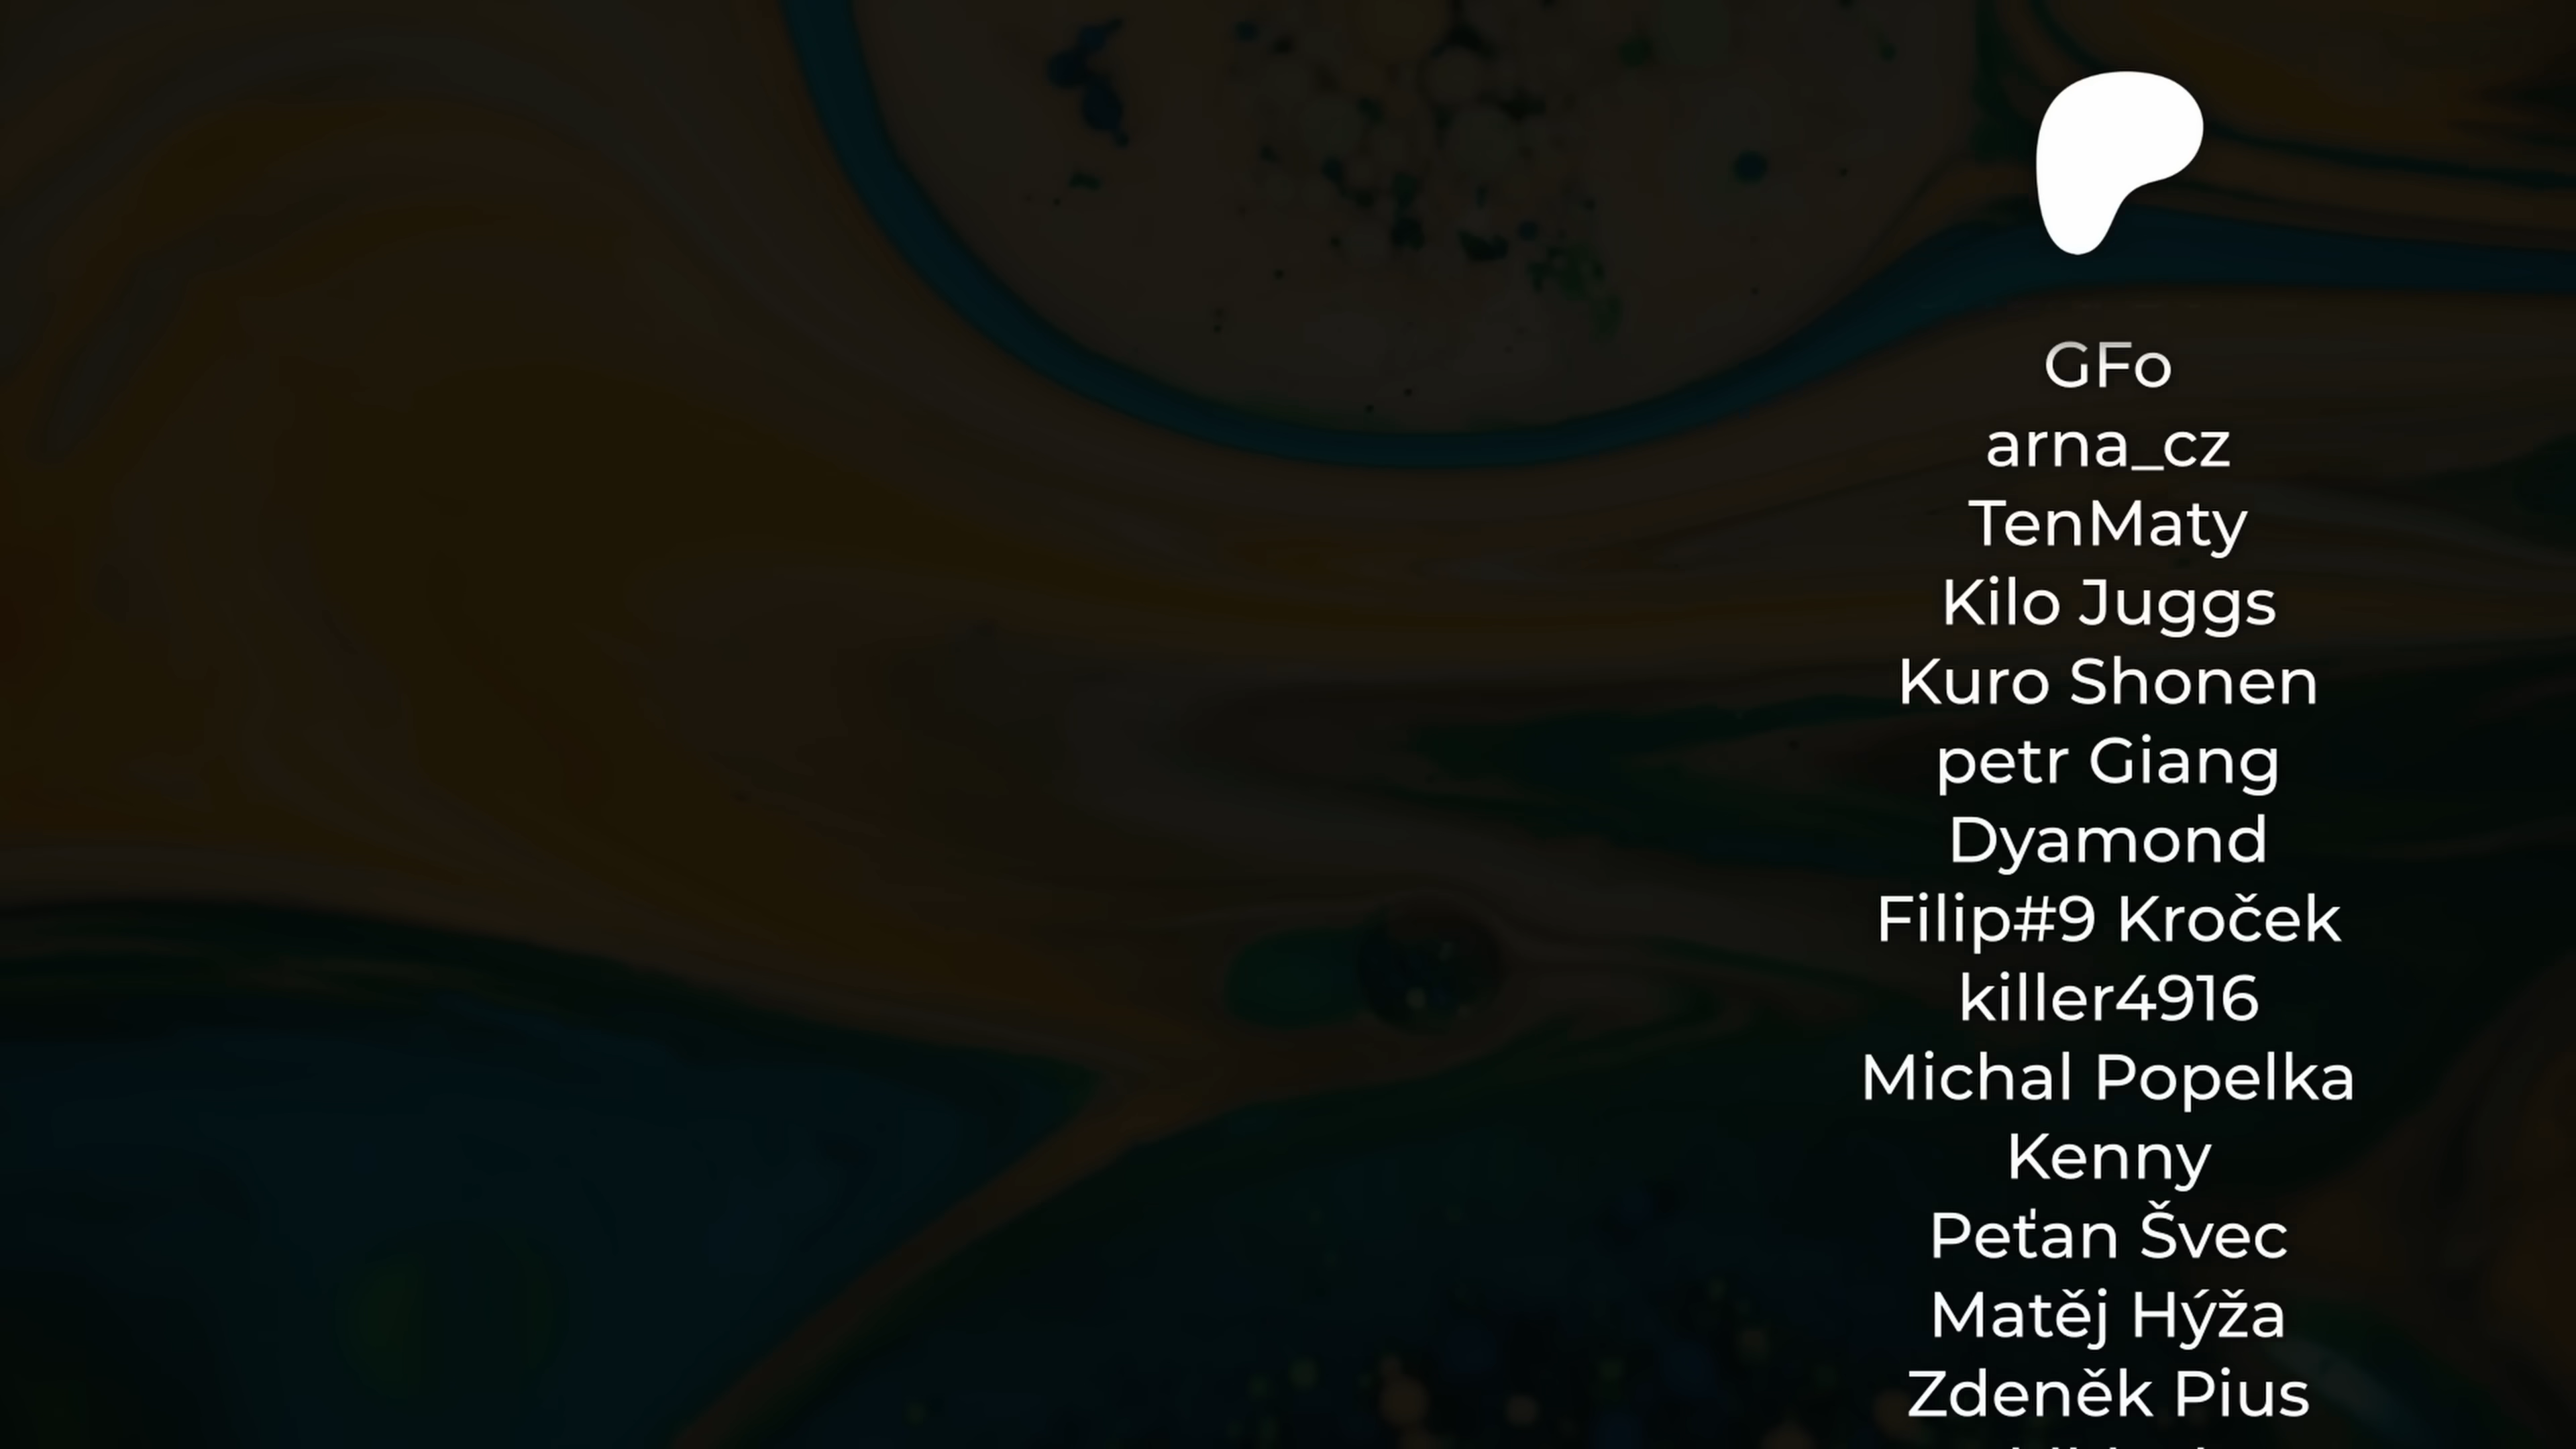 GFo
arna_cz
TenMaty
Kilo Juggs
Kuro Shonen
petr Giang
Dyamond
Filip#9 Kroček
killer4916
Michal Popelka
Kenny
Peťan Švec
Matěj Hýža
Zdeněk Pius